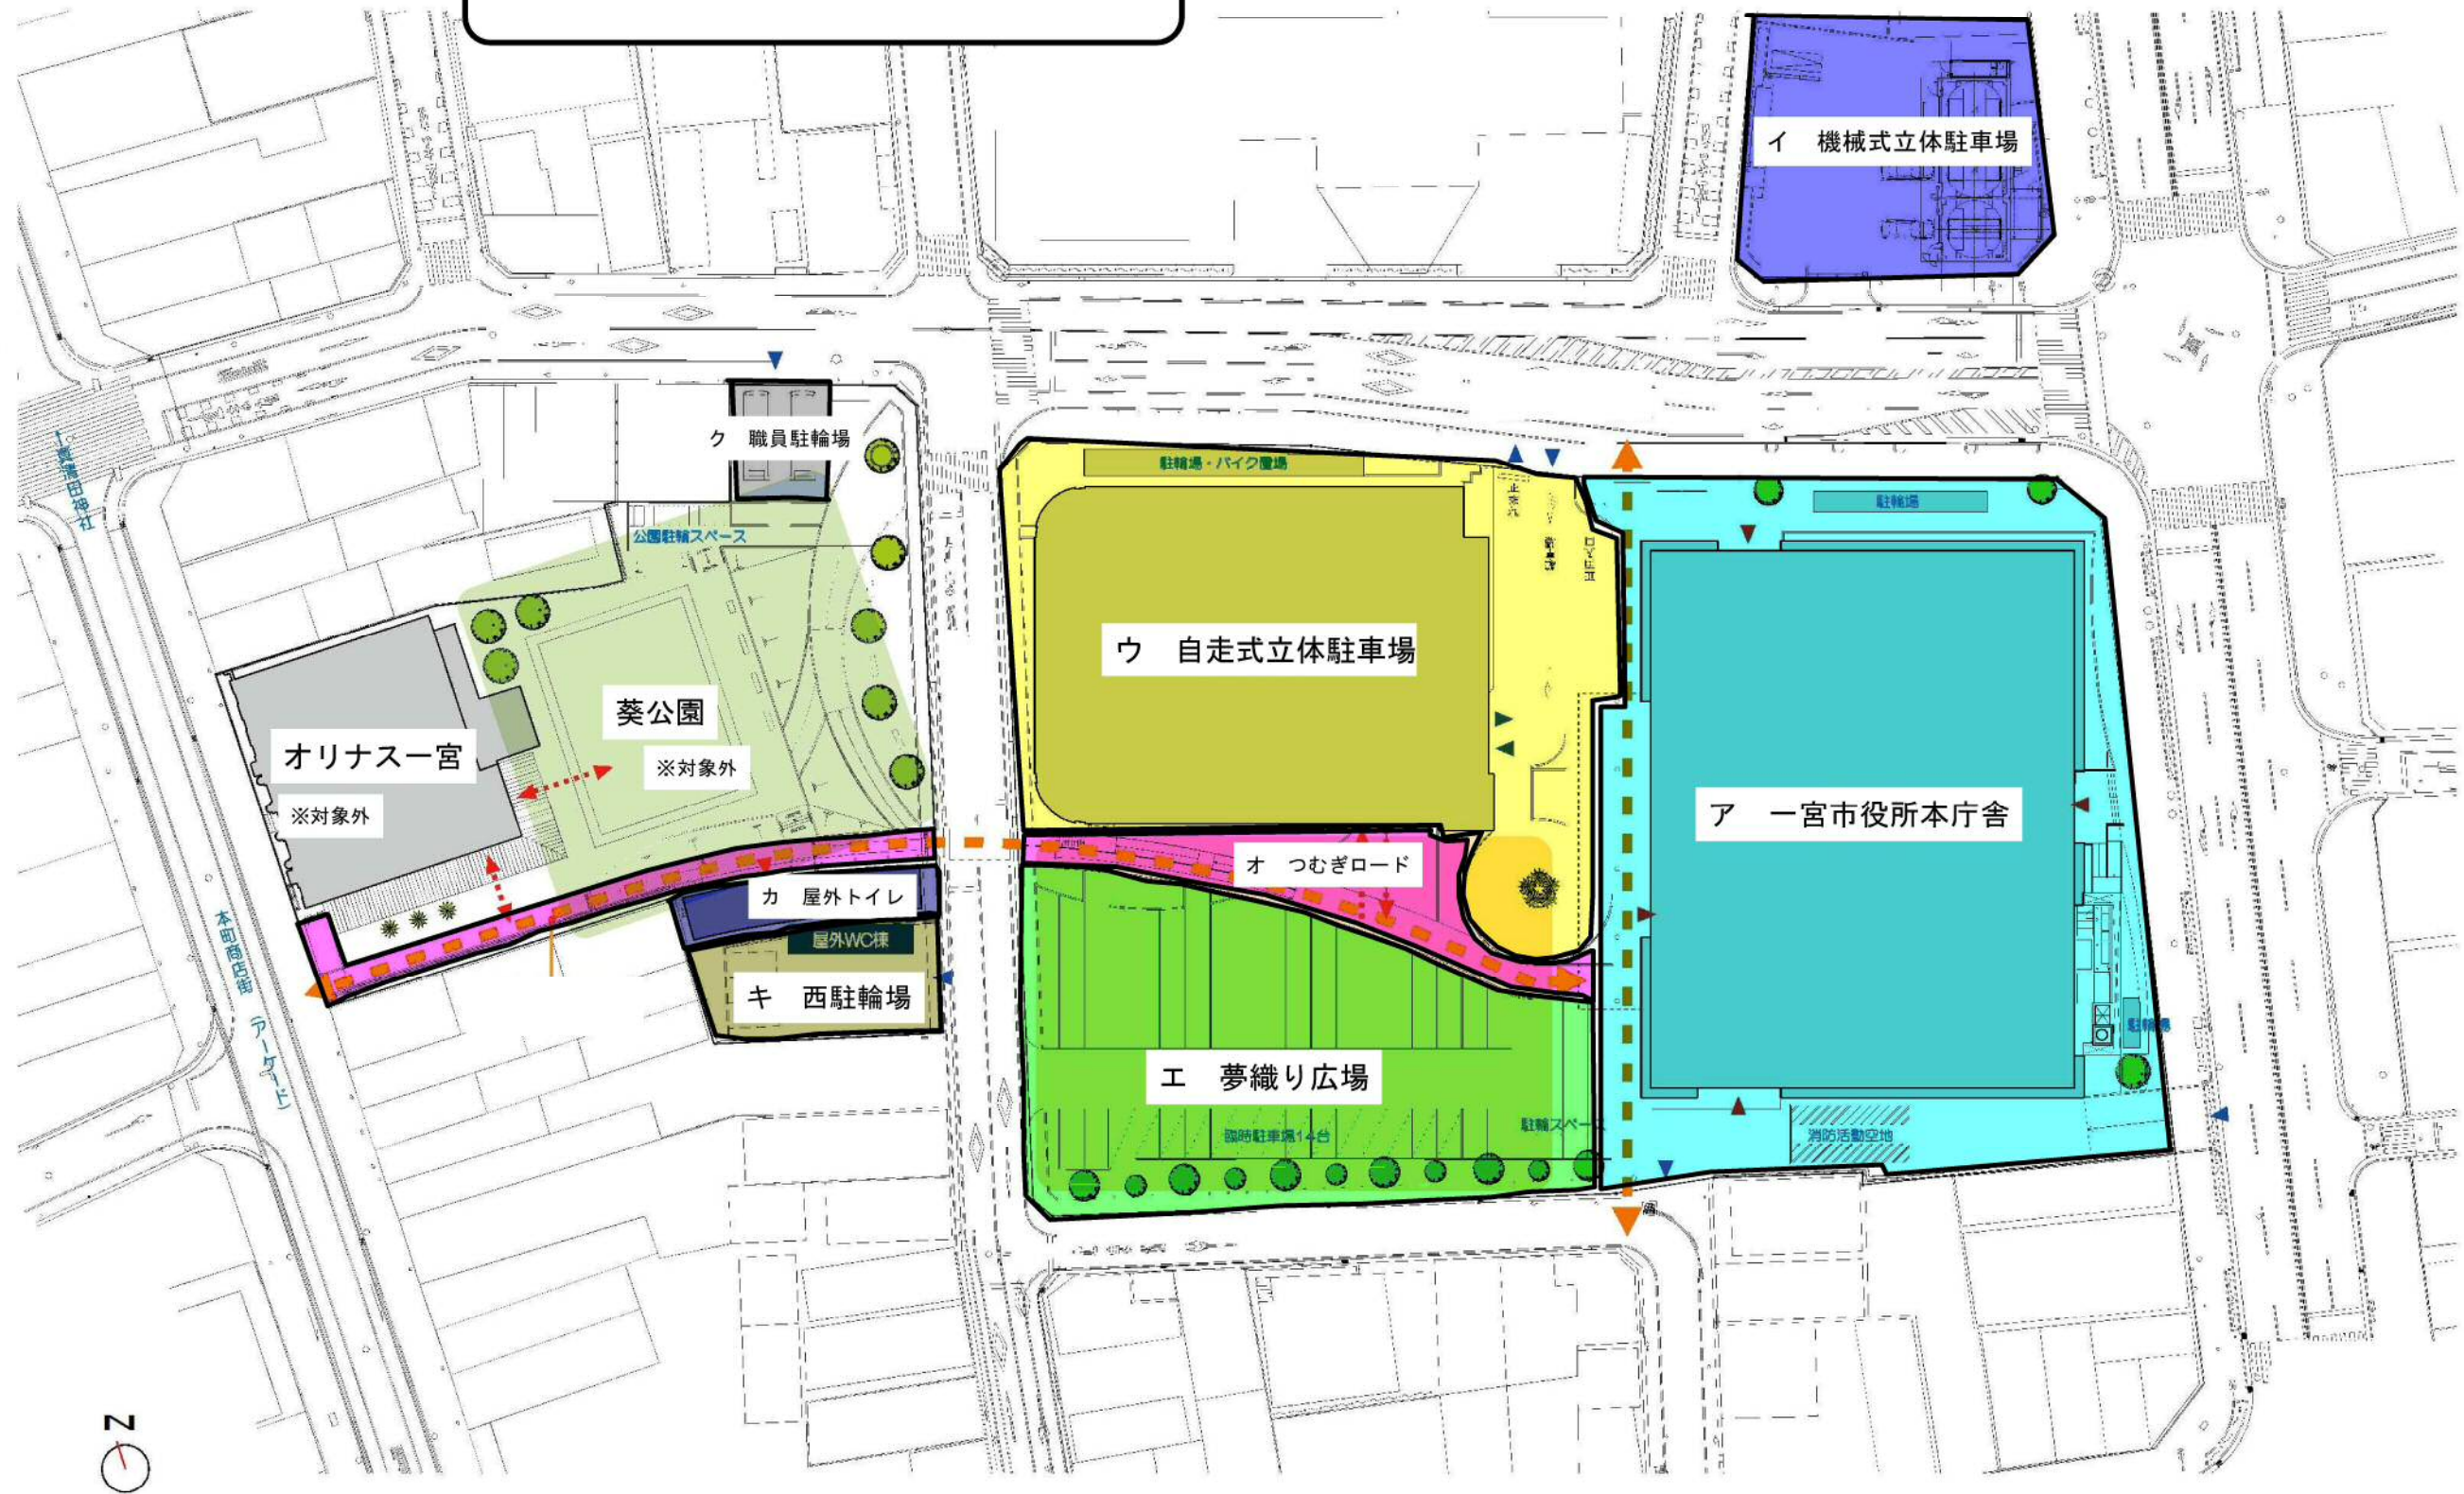 イ　機械式立体駐車場
ク　職員駐輪場
駐輪場・バイク置場
駐輪場
公園駐輪スペース
ウ　自走式立体駐車場
葵公園
※対象外
オリナス一宮
※対象外
ア　一宮市役所本庁舎
オ　つむぎロード
カ　屋外トイレ
屋外WC棟
キ　西駐輪場
本町商店街（アーケード）
エ　夢織り広場
駐輪場
臨時駐車場14台
駐輪スペース
消防活動空地
N